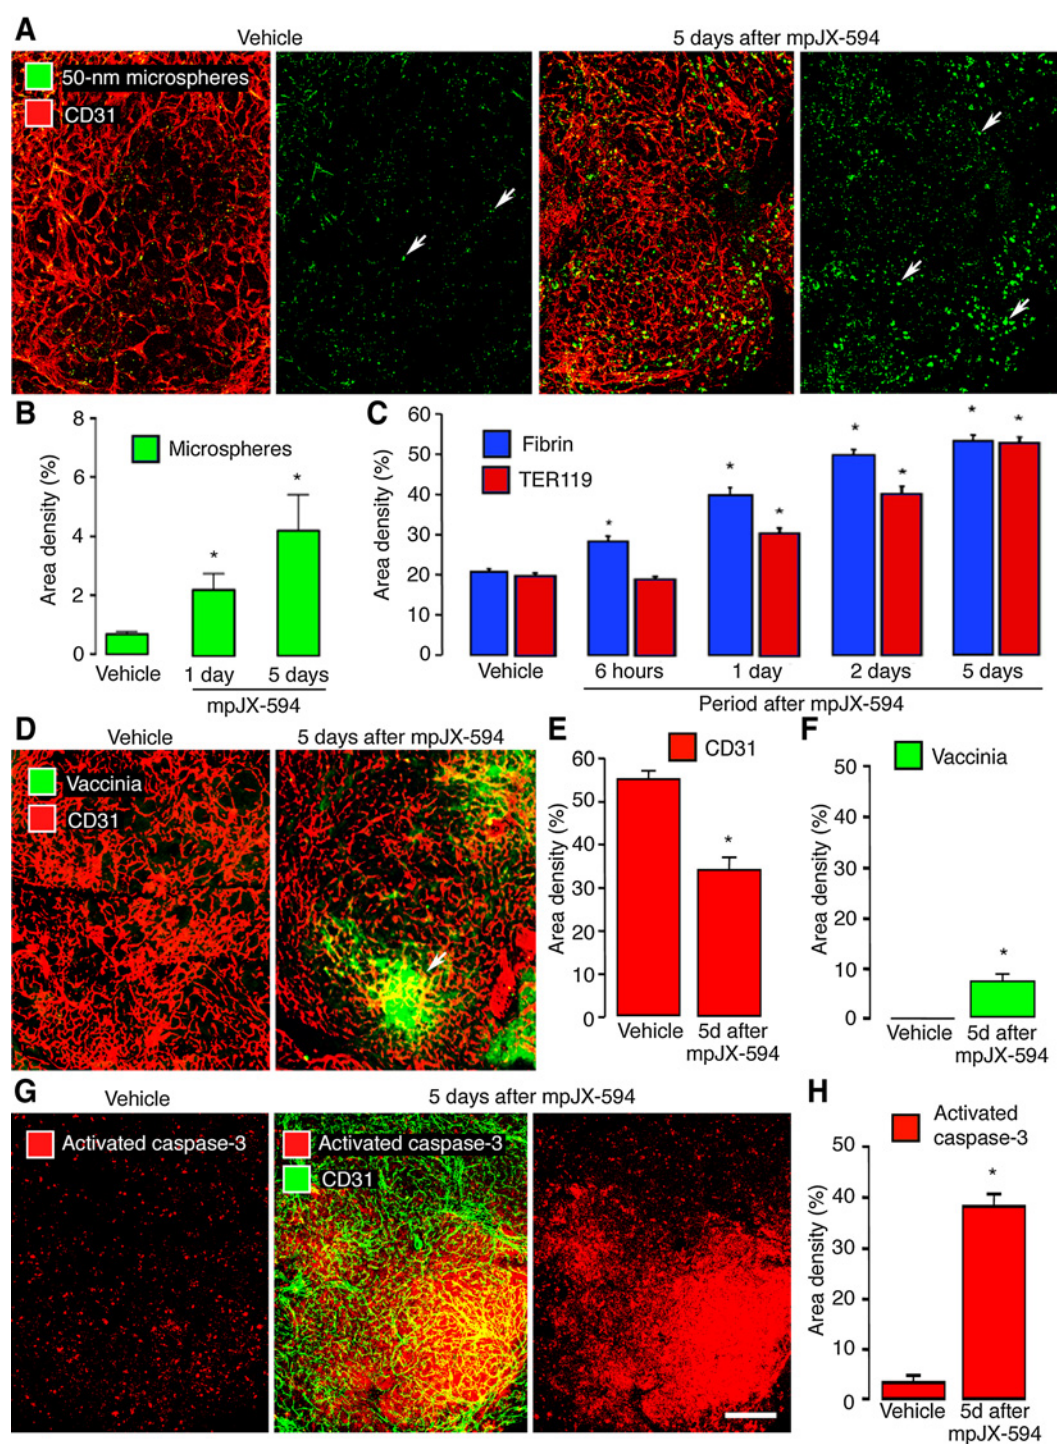 A
Vehicle
5 days after mpJX-594
50-nm microspheres
CD31
B
8
6
4
2
0
Area density (%)
Microspheres
*
*
Vehicle
1 day
5 days
mpJX-594
C
60
50
40
30
20
10
0
Area density (%)
Fibrin
TER119
*
*
*
*
*
*
*
Vehicle
6 hours
1 day
2 days
5 days
Period after mpJX-594
D
Vehicle
5 days after mpJX-594
Vaccinia
CD31
E
CD31
60
50
40
30
20
10
0
Area density (%)
*
Vehicle
5d after
mpJX-594
F
Vaccinia
50
40
30
20
10
0
Area density (%)
*
Vehicle
5d after
mpJX-594
G
Vehicle
5 days after mpJX-594
Activated caspase-3
Activated caspase-3
CD31
H
Activated
caspase-3
50
40
30
20
10
0
Area density (%)
*
Vehicle
5d after
mpJX-594